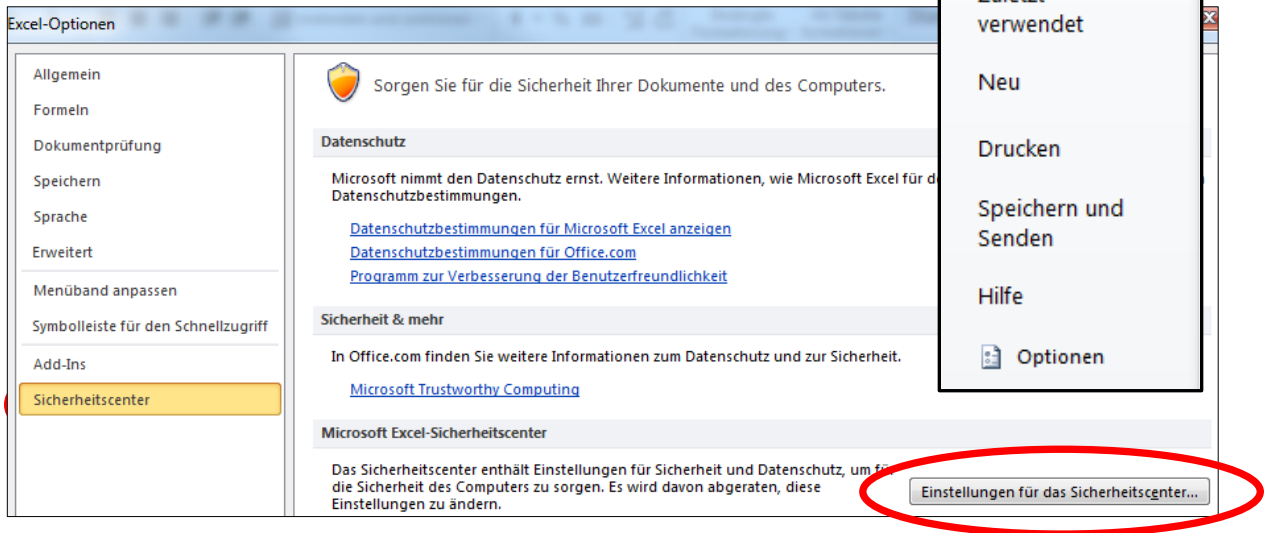 Excel-Optionen
Allgemein
Formeln
Dokumentprüfung
Speichern
Sprache
Erweitert
Menüband anpassen
Symbolleiste für den Schnellzugriff
Add-Ins
Sicherheitscenter
Sorgen Sie für die Sicherheit Ihrer Dokumente und des Computers.
Datenschutz
Microsoft nimmt den Datenschutz ernst. Weitere Informationen, wie Microsoft Excel für
Datenschutzbestimmungen.
Datenschutzbestimmungen für Microsoft Excel anzeigen
Datenschutzbestimmungen für Office.com
Programm zur Verbesserung der Benutzerfreundlichkeit
Sicherheit & mehr
In Office.com finden Sie weitere Informationen zum Datenschutz und zur Sicherheit.
Microsoft Trustworthy Computing
Microsoft Excel-Sicherheitscenter
Das Sicherheitscenter enthält Einstellungen für Sicherheit und Datenschutz, um für
die Sicherheit des Computers zu sorgen. Es wird davon abgeraten, diese
Einstellungen zu ändern.
Einstellungen für das Sicherheitscenter...
verwendet
Neu
Drucken
Speichern und
Senden
Hilfe
Optionen